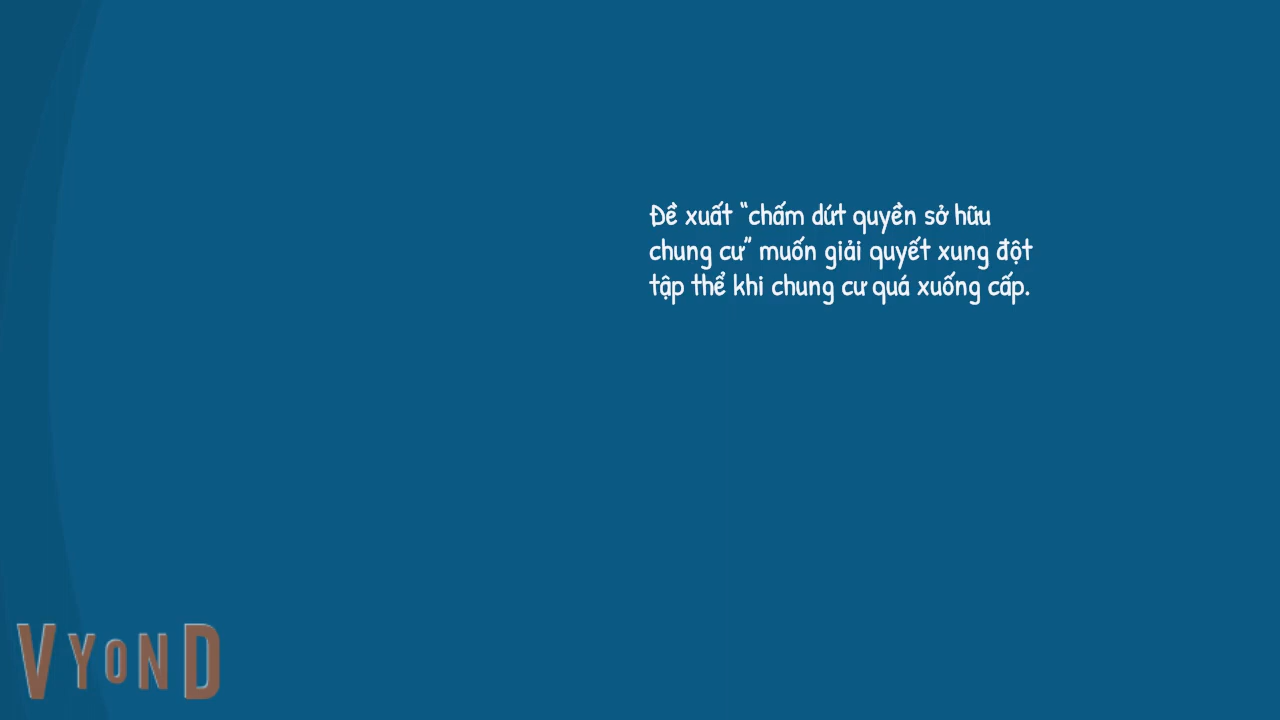 Đề xuất “chấm dứt quyền sở hữu
chung cư” muốn giải quyết xung đột
tập thể khi chung cư quá xuống cấp.
VYOND